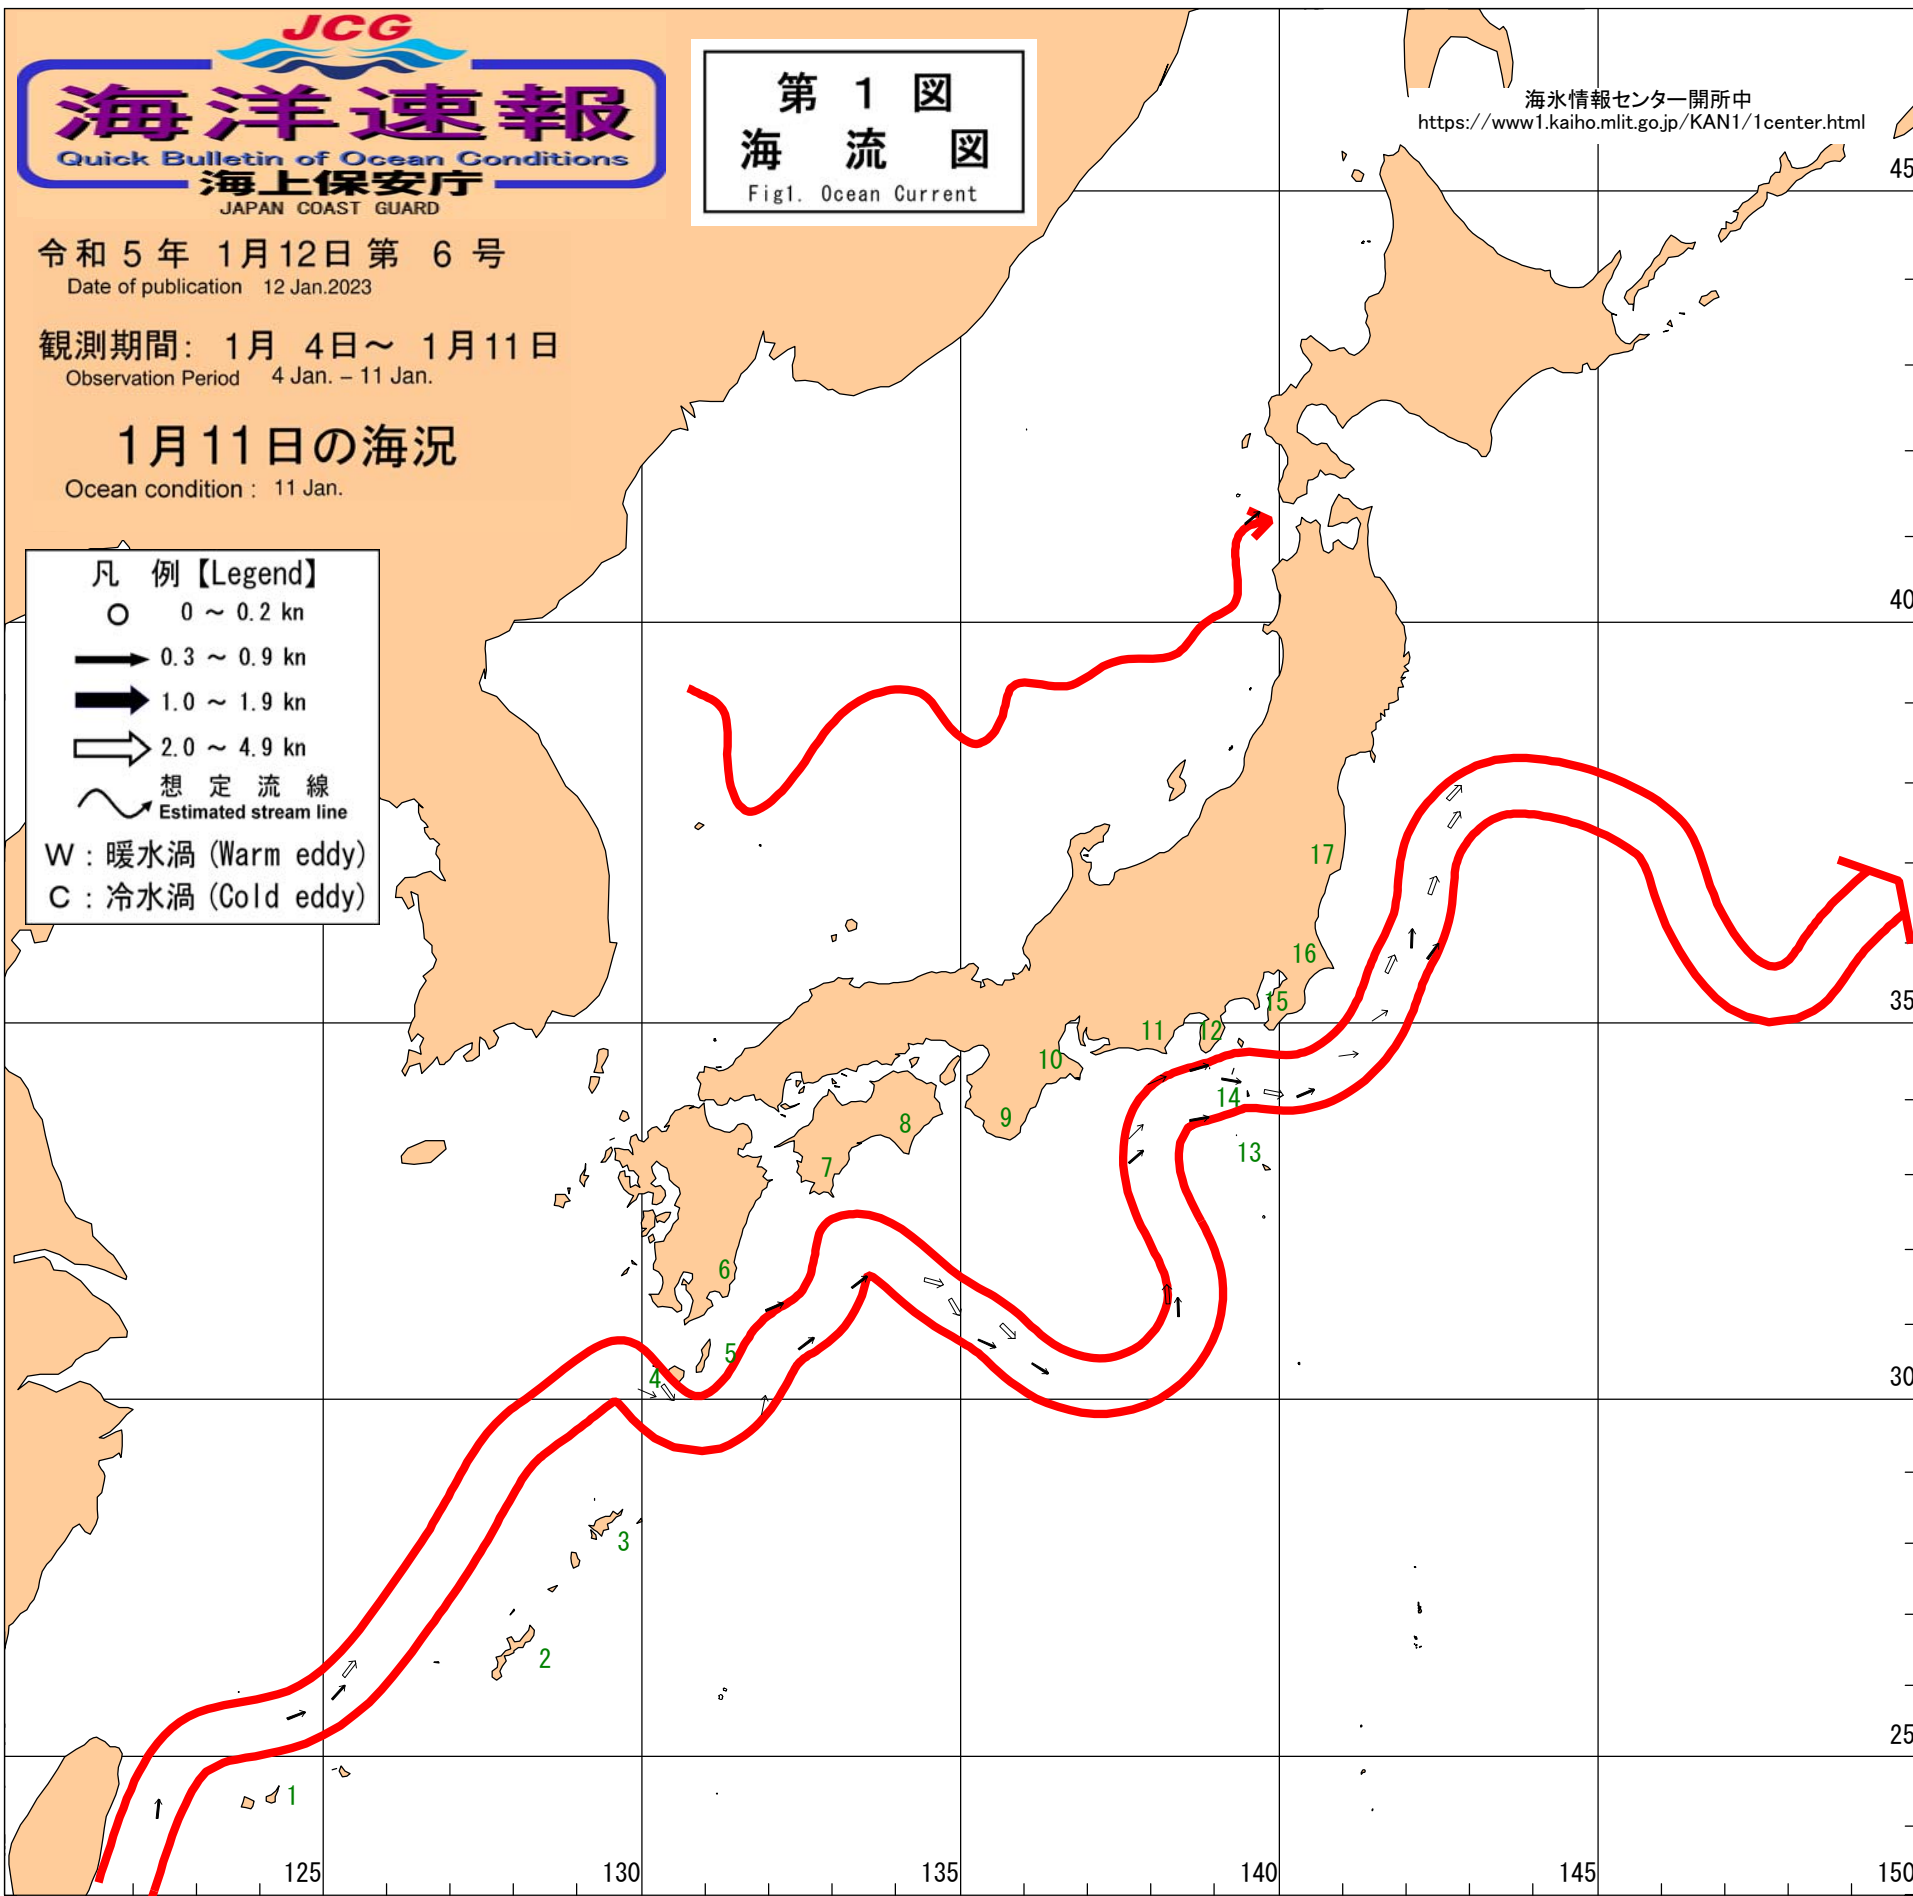 JCG
海洋速報
Quick Bulletin of Ocean Conditions
海上保安庁
JAPAN COAST GUARD
令和 5 年 1月12日 第 6 号
Date of publication 12 Jan.2023
観測期間: 1月 4日～ 1月11日
Observation Period 4 Jan. – 11 Jan.
1月11日の海況
Ocean condition : 11 Jan.
第 1 図
海 流 図
Fig1. Ocean Current
海氷情報センター開所中
https://www1.kaiho.mlit.go.jp/KAN1/1center.html
凡 例【Legend】
0 ～ 0.2 kn
0.3 ～ 0.9 kn
1.0 ～ 1.9 kn
2.0 ～ 4.9 kn
想 定 流 線
Estimated stream line
W : 暖水渦 (Warm eddy)
C : 冷水渦 (Cold eddy)
45
40
17
16
15
35
11
12
10
14
9
8
13
7
6
5
4
30
3
2
25
1
125
130
135
140
145
150